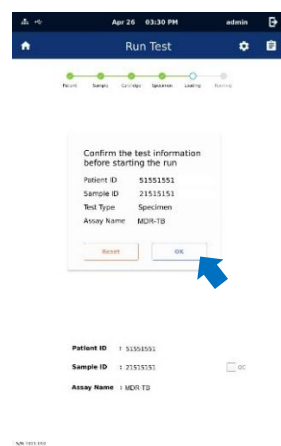 Apr 26 03:30 PM admin
Run Test
Patient Sample Cartridge Specimen Loading Running
Confirm the test information
before starting the run
Patient ID 51551551
Sample ID 21515151
Test Type Specimen
Assay Name MDR-TB
Reset OK
Patient ID : 51551551
Sample ID : 21515151 QC
Assay Name : MDR-TB